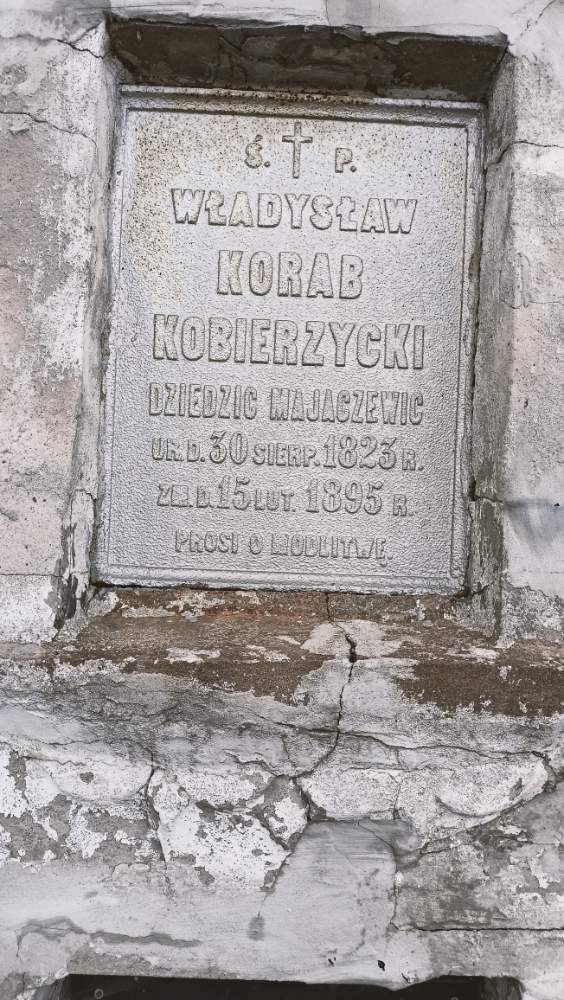 Ś. P.
WŁADYSŁAW
KORAB
KOBIERZYCKI
DZIEDZIC MAJACZEWIC
UR. D. 30 SIERP. 1823 R.
ZM. D. 15 LUT. 1895 R.
PROSI O MODLITWĘ